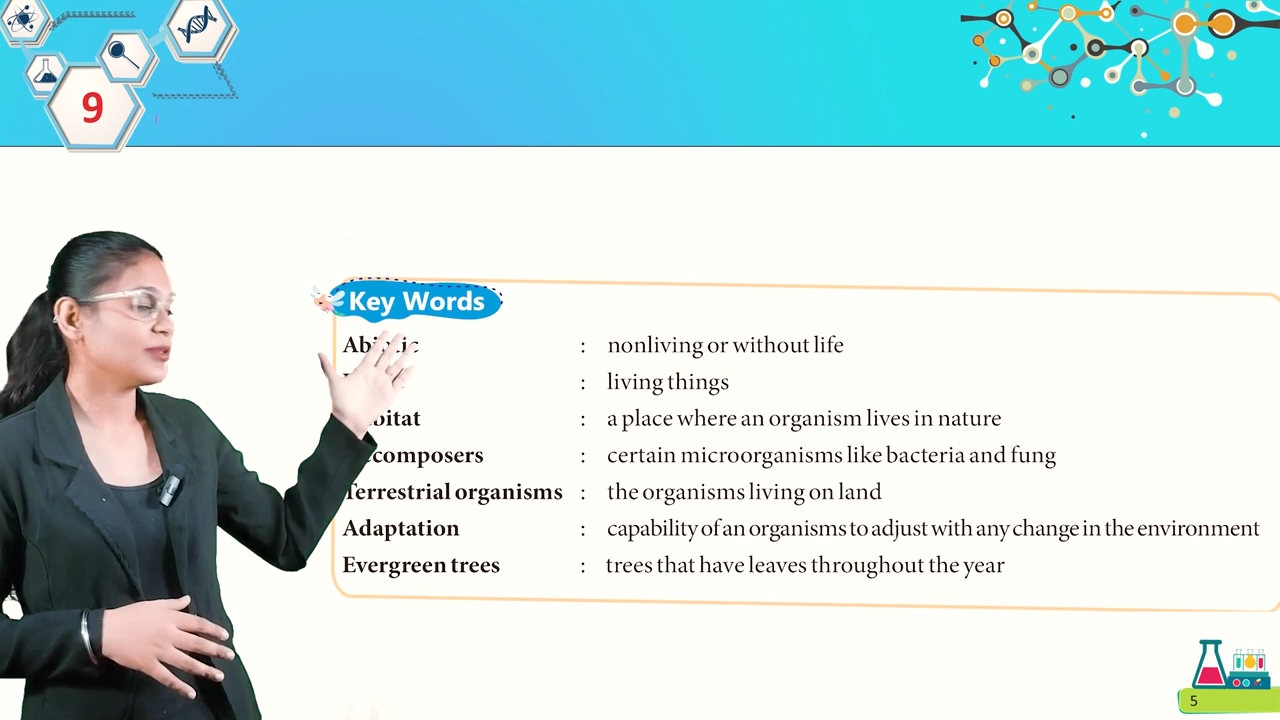 9
Key Words
: nonliving or without life
: living things
: a place where an organism lives in nature
: certain microorganisms like bacteria and fung
Terrestrial organisms : the organisms living on land
Adaptation : capability of an organisms to adjust with any change in the environment
Evergreen trees : trees that have leaves throughout the year
5